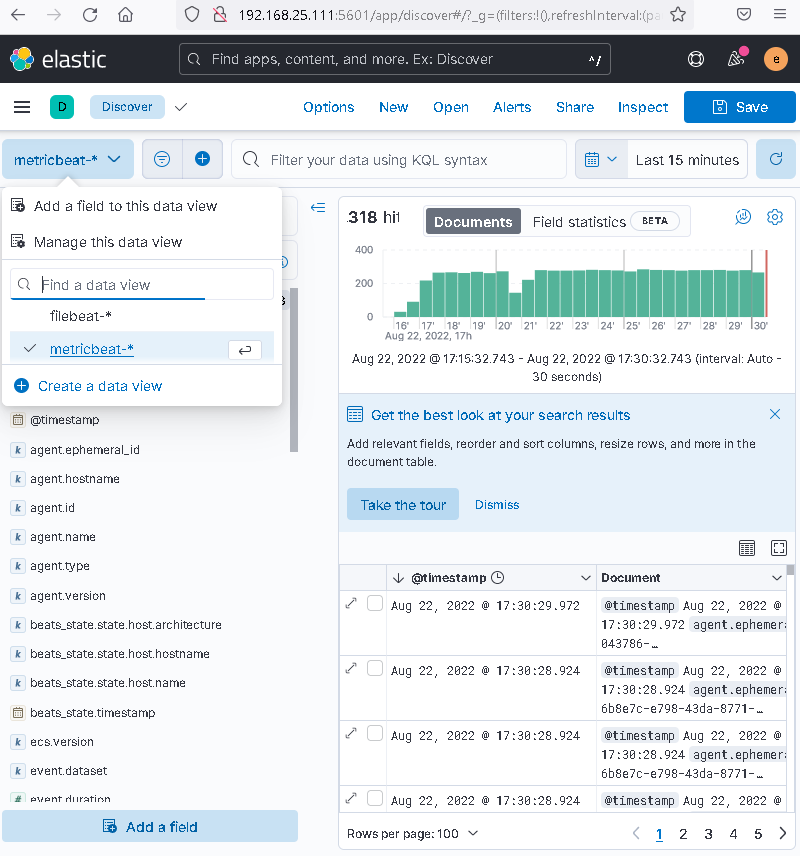 192.168.25.111:5601/app/discover#/?_g=(filters:!(),refreshInterval:(pa
elastic
Find apps, content, and more. Ex: Discover
^/
e
D
Discover
Options
New
Open
Alerts
Share
Inspect
Save
metricbeat-*
Filter your data using KQL syntax
Last 15 minutes
Add a field to this data view
Manage this data view
Find a data view
filebeat-*
metricbeat-*
Create a data view
3
@timestamp
agent.ephemeral_id
agent.hostname
agent.id
agent.name
agent.type
agent.version
beats_state.state.host.architecture
beats_state.state.host.hostname
beats_state.state.host.name
beats_state.timestamp
ecs.version
event.dataset
event.duration
Add a field
318 hit
Documents
Field statistics
BETA
400
200
0
16' 17' 18' 19' 20' 21' 22' 23' 24' 25' 26' 27' 28' 29' 30'
Aug 22, 2022, 17h
Aug 22, 2022 @ 17:15:32.743 - Aug 22, 2022 @ 17:30:32.743 (interval: Auto -
30 seconds)
Get the best look at your search results
Add relevant fields, reorder and sort columns, resize rows, and more in the
document table.
Take the tour
Dismiss
@timestamp
Document
Aug 22, 2022 @ 17:30:29.972
@timestamp Aug 22, 2022 @
17:30:29.972 agent.ephemera
043786-…
Aug 22, 2022 @ 17:30:28.924
@timestamp Aug 22, 2022 @
17:30:28.924 agent.ephemera
6b8e7c-e798-43da-8771-…
Aug 22, 2022 @ 17:30:28.924
@timestamp Aug 22, 2022 @
17:30:28.924 agent.ephemera
6b8e7c-e798-43da-8771-…
Aug 22, 2022 @ 17:30:28.924
@timestamp Aug 22, 2022 @
Rows per page: 100
1 2 3 4 5